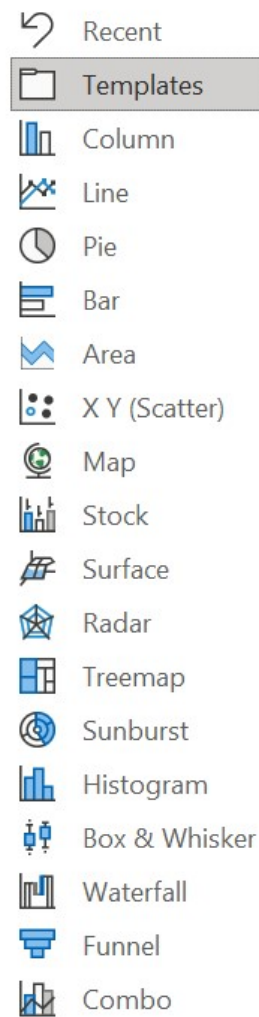 Recent
Templates
Column
Line
Pie
Bar
Area
X Y (Scatter)
Map
Stock
Surface
Radar
Treemap
Sunburst
Histogram
Box & Whisker
Waterfall
Funnel
Combo